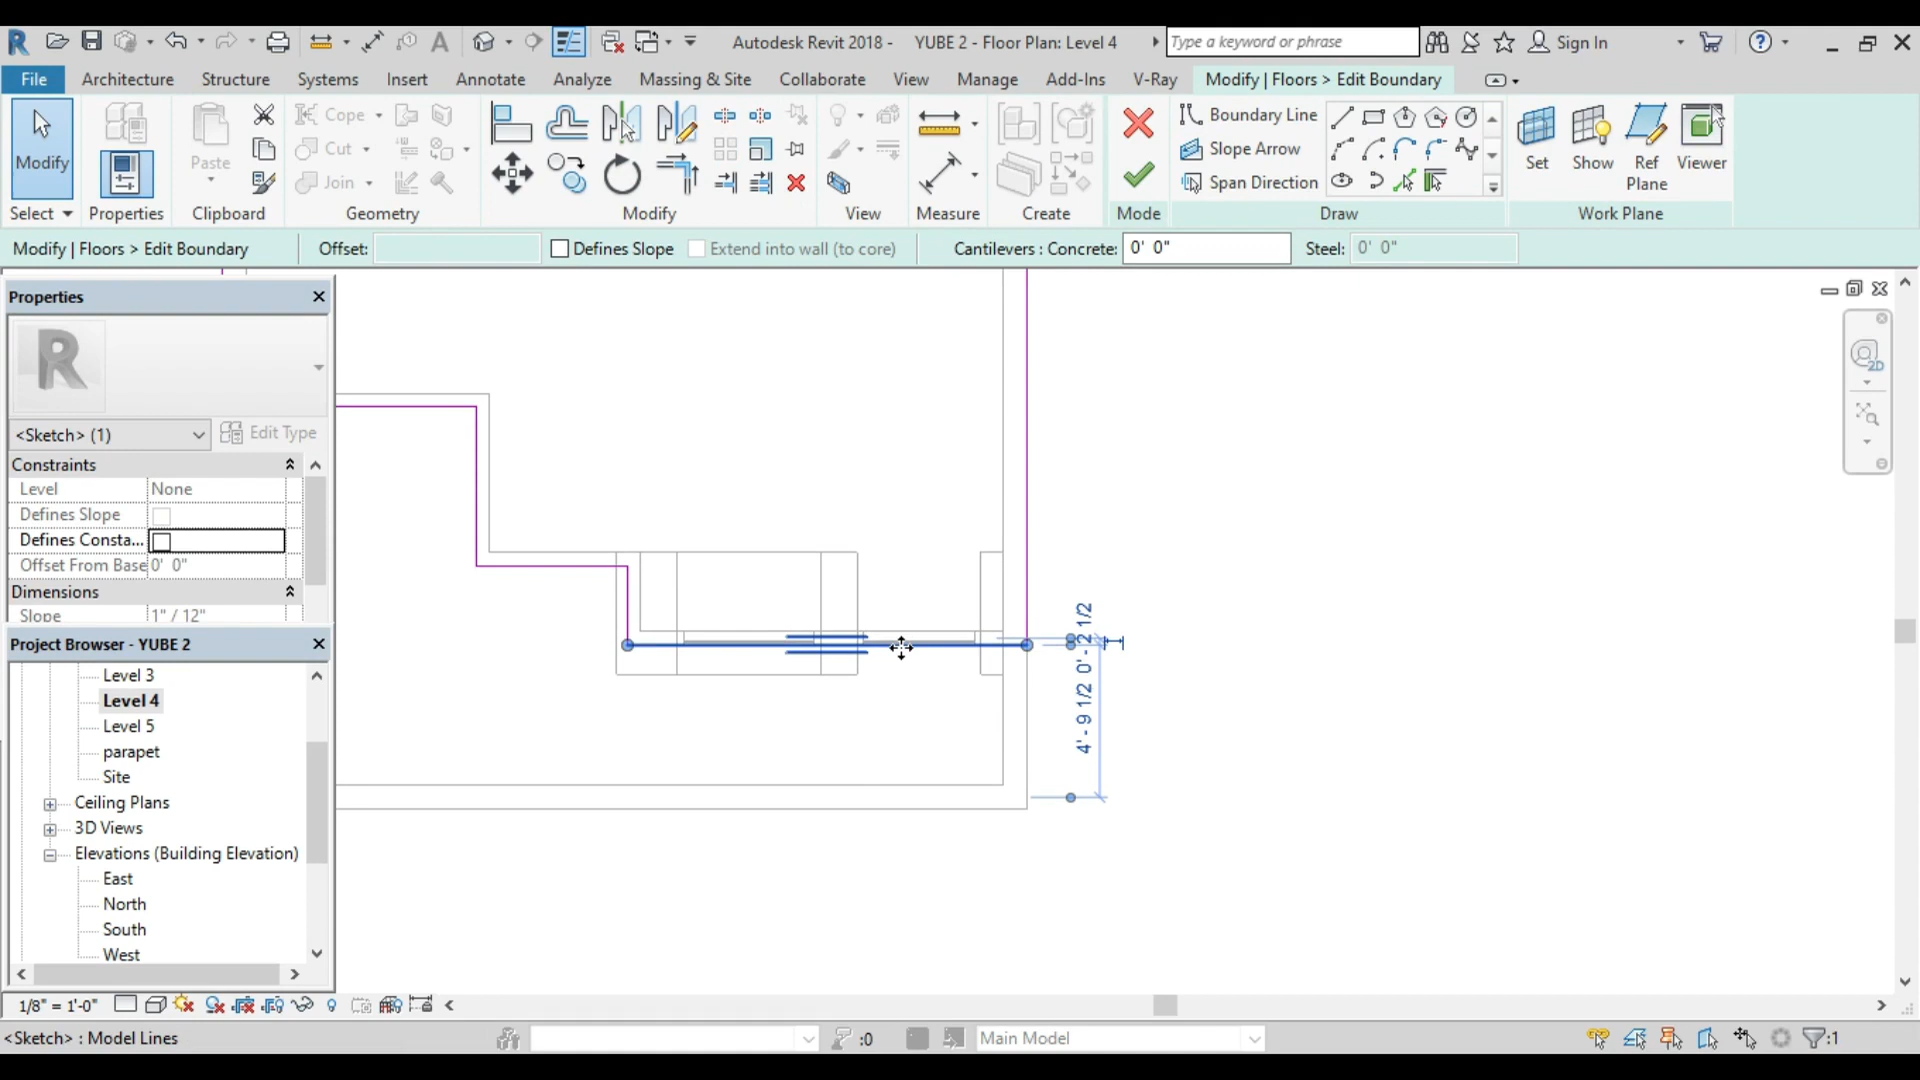 Autodesk Revit 2018 - YUBE 2 - Floor Plan: Level 4
Type a keyword or phrase
Sign In
File Architecture Structure Systems Insert Annotate Analyze Massing & Site Collaborate View Manage Add-Ins V-Ray Modify | Floors > Edit Boundary
Modify
Paste
Cope
Cut
Join
Boundary Line
Slope Arrow
Span Direction
Set Show Ref Plane Viewer
Select Properties Clipboard Geometry Modify View Measure Create Mode Draw Work Plane
Modify | Floors > Edit Boundary Offset: Defines Slope Extend into wall (to core) Cantilevers : Concrete: 0' 0" Steel: 0' 0"
Properties
R
<Sketch> (1) Edit Type
Constraints
Level None
Defines Slope
Defines Consta...
Offset From Base 0' 0"
Dimensions
Slope 1" / 12"
Project Browser - YUBE 2
Level 3
Level 4
Level 5
parapet
Site
Ceiling Plans
3D Views
Elevations (Building Elevation)
East
North
South
West
0' - 2 1/2
4' - 9 1/2
2D
1/8" = 1'-0"
<Sketch> : Model Lines
:0
Main Model
:1